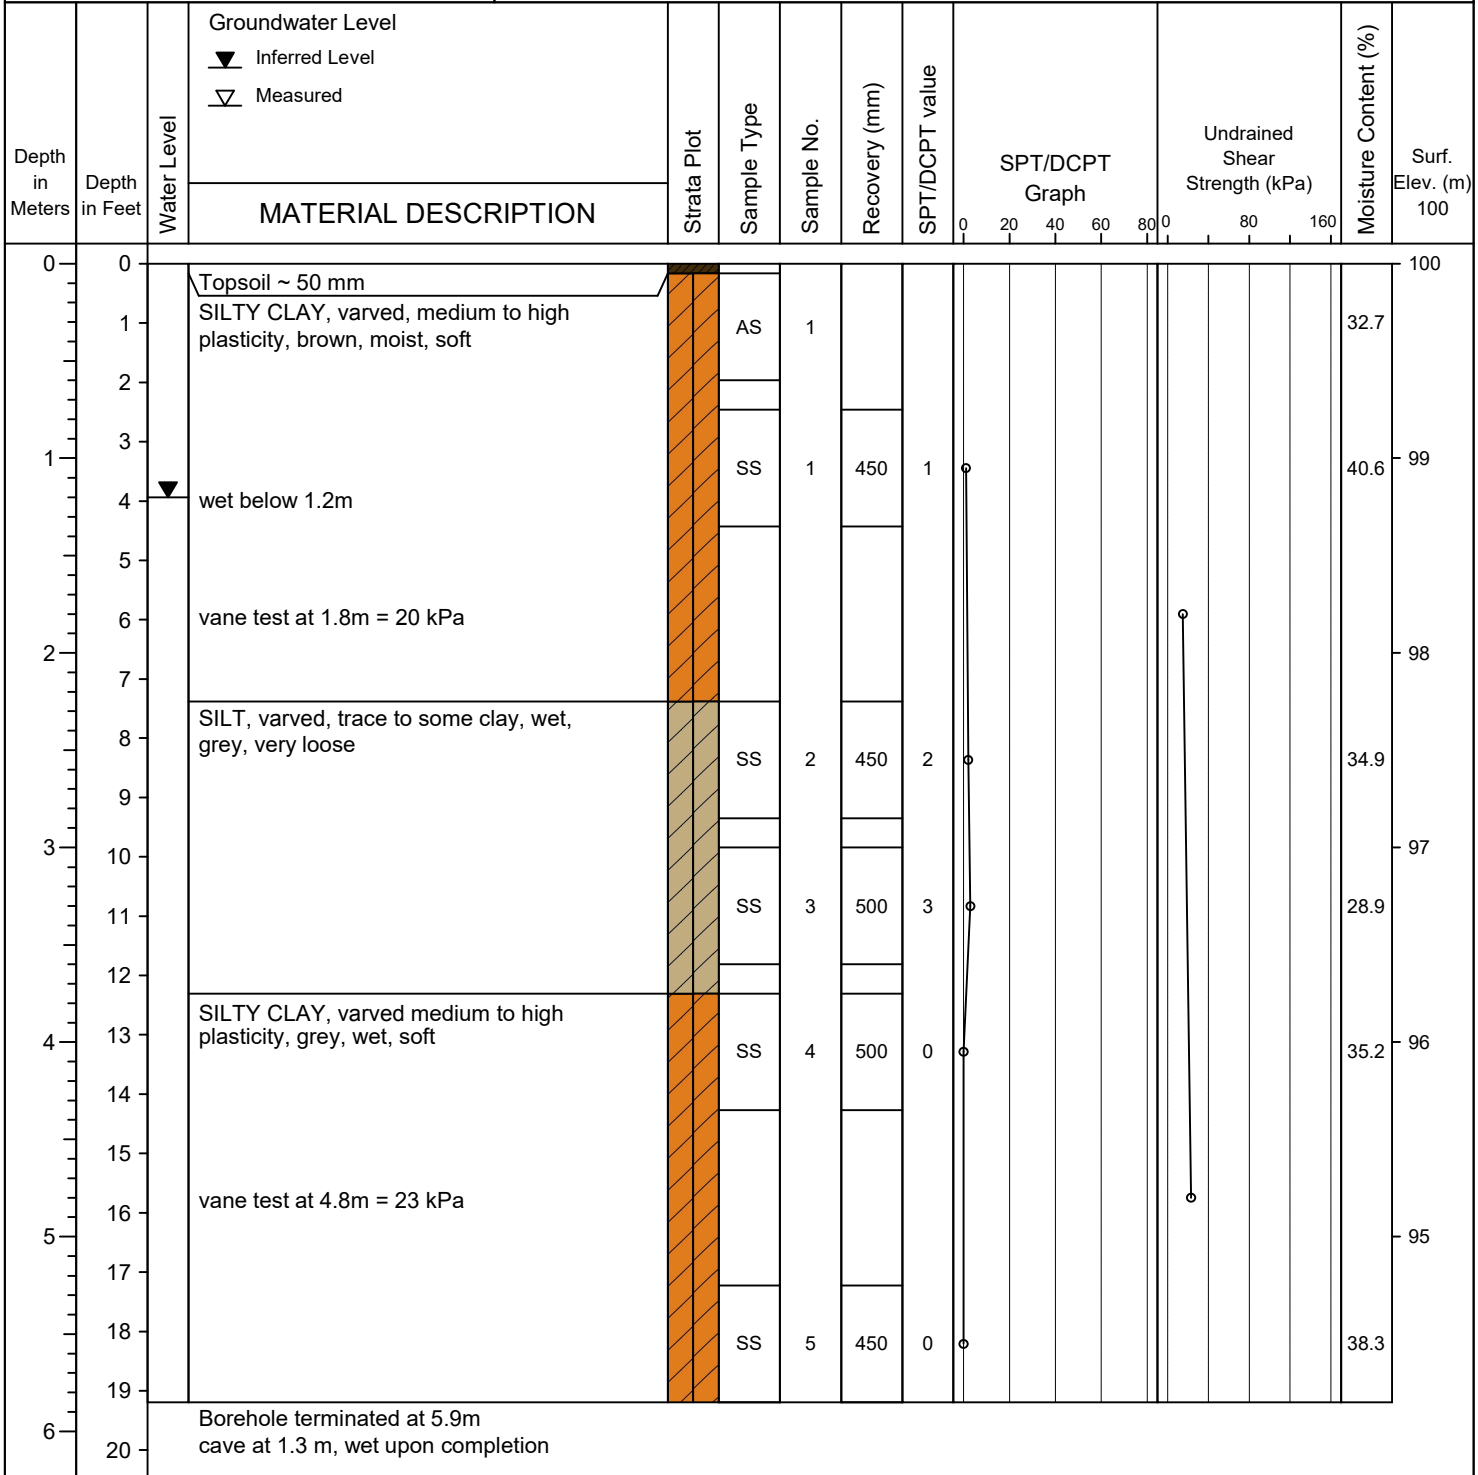 Groundwater Level
Inferred Level
Measured
Depth
in
Meters
Depth
in Feet
Water Level
MATERIAL DESCRIPTION
Strata Plot
Sample Type
Sample No.
Recovery (mm)
SPT/DCPT value
SPT/DCPT
Graph
0 20 40 60 80
Undrained
Shear
Strength (kPa)
0 80 160
Moisture Content (%)
Surf.
Elev. (m)
100
0 0 100
Topsoil ~ 50 mm
SILTY CLAY, varved, medium to high
plasticity, brown, moist, soft
1 AS 1 32.7
2
3
1 SS 1 450 1 40.6 99
4 wet below 1.2m
5
6 vane test at 1.8m = 20 kPa
2 98
7
SILT, varved, trace to some clay, wet,
grey, very loose
8 SS 2 450 2 34.9
9
3 97
10
11 SS 3 500 3 28.9
12
SILTY CLAY, varved medium to high
plasticity, grey, wet, soft
13
4 SS 4 500 0 35.2 96
14
15
vane test at 4.8m = 23 kPa
16
5 95
17
18 SS 5 450 0 38.3
19
Borehole terminated at 5.9m
6
cave at 1.3 m, wet upon completion
20